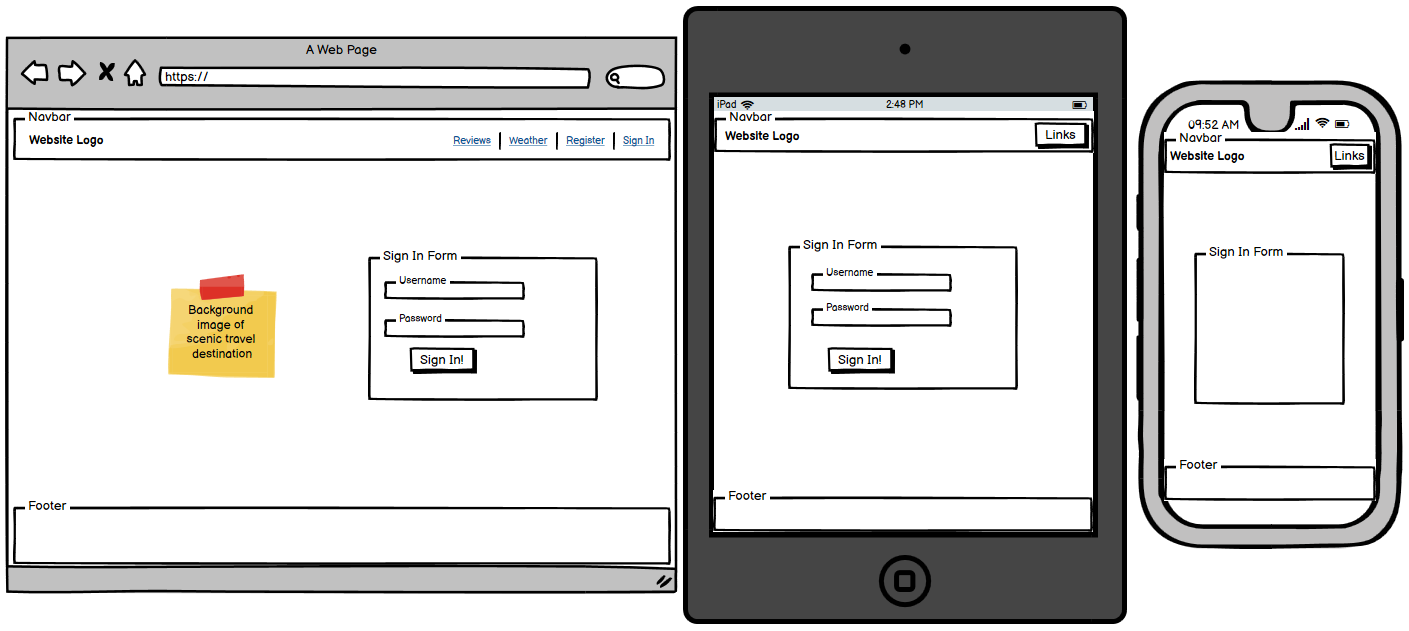 A Web Page
https://
Navbar
Website Logo
Reviews Weather Register Sign In
Background
image of
scenic travel
destination
Sign In Form
Username
Password
Sign In!
Footer
iPad 2:48 PM
Navbar
Website Logo
Links
Sign In Form
Username
Password
Sign In!
Footer
09:52 AM
Navbar
Website Logo
Links
Sign In Form
Footer